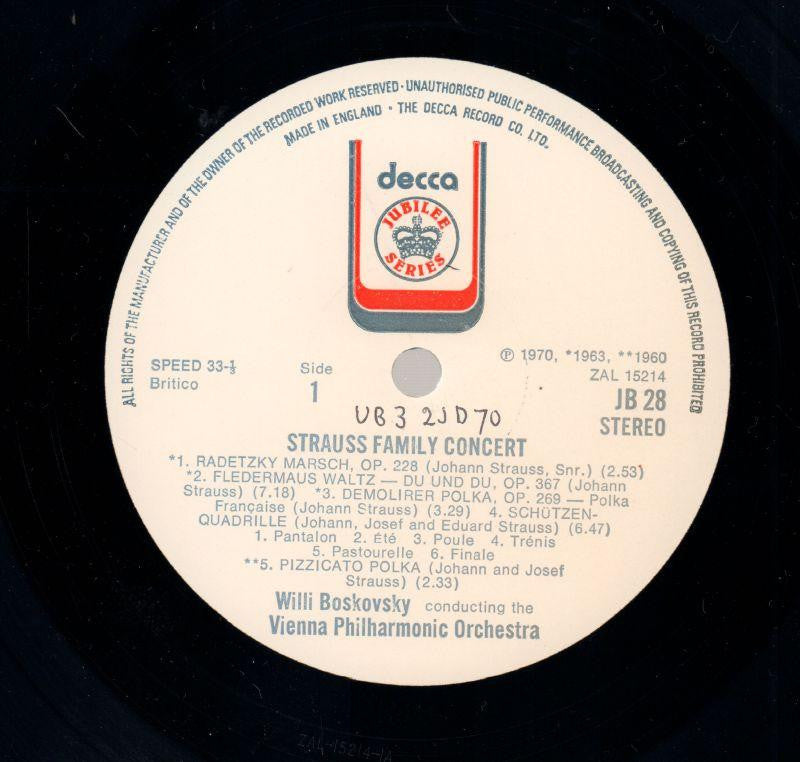 ALL RIGHTS OF THE MANUFACTURER AND OF THE OWNER OF THE RECORDED WORK RESERVED · UNAUTHORISED PUBLIC PERFORMANCE BROADCASTING AND COPYING OF THIS RECORD PROHIBITED
MADE IN ENGLAND · THE DECCA RECORD CO. LTD.
decca
JUBILEE
SERIES
SPEED 33-⅓
Britico
Side
1
℗ 1970, *1963, **1960
ZAL 15214
JB 28
STEREO
UB3 2JD70
STRAUSS FAMILY CONCERT
*1. RADETZKY MARSCH, OP. 228 (Johann Strauss, Snr.) (2.53)
*2. FLEDERMAUS WALTZ — DU UND DU, OP. 367 (Johann
Strauss) (7.18) *3. DEMOLIRER POLKA, OP. 269 — Polka
Française (Johann Strauss) (3.29) 4. SCHÜTZEN-
QUADRILLE (Johann, Josef and Eduard Strauss) (6.47)
1. Pantalon 2. Été 3. Poule 4. Trénis
5. Pastourelle 6. Finale
**5. PIZZICATO POLKA (Johann and Josef
Strauss) (2.33)
Willi Boskovsky conducting the
Vienna Philharmonic Orchestra
ZAL-15214-1A